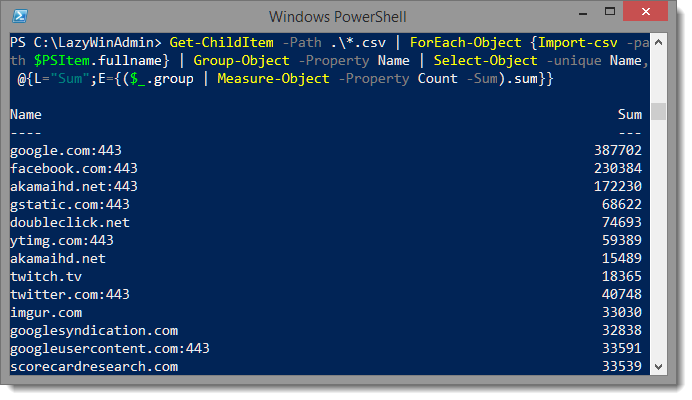 Windows PowerShell
PS C:\LazyWinAdmin> Get-ChildItem -Path .\*.csv | ForEach-Object {Import-csv -pa
th $PSItem.fullname} | Group-Object -Property Name | Select-Object -unique Name,
 @{L="Sum";E={($_.group | Measure-Object -Property Count -Sum).sum}}
Name Sum
---- ---
google.com:443 387702
facebook.com:443 230384
akamaihd.net:443 172230
gstatic.com:443 68622
doubleclick.net 74693
ytimg.com:443 59389
akamaihd.net 15489
twitch.tv 18365
twitter.com:443 40748
imgur.com 33030
googlesyndication.com 32838
googleusercontent.com:443 33591
scorecardresearch.com 33539